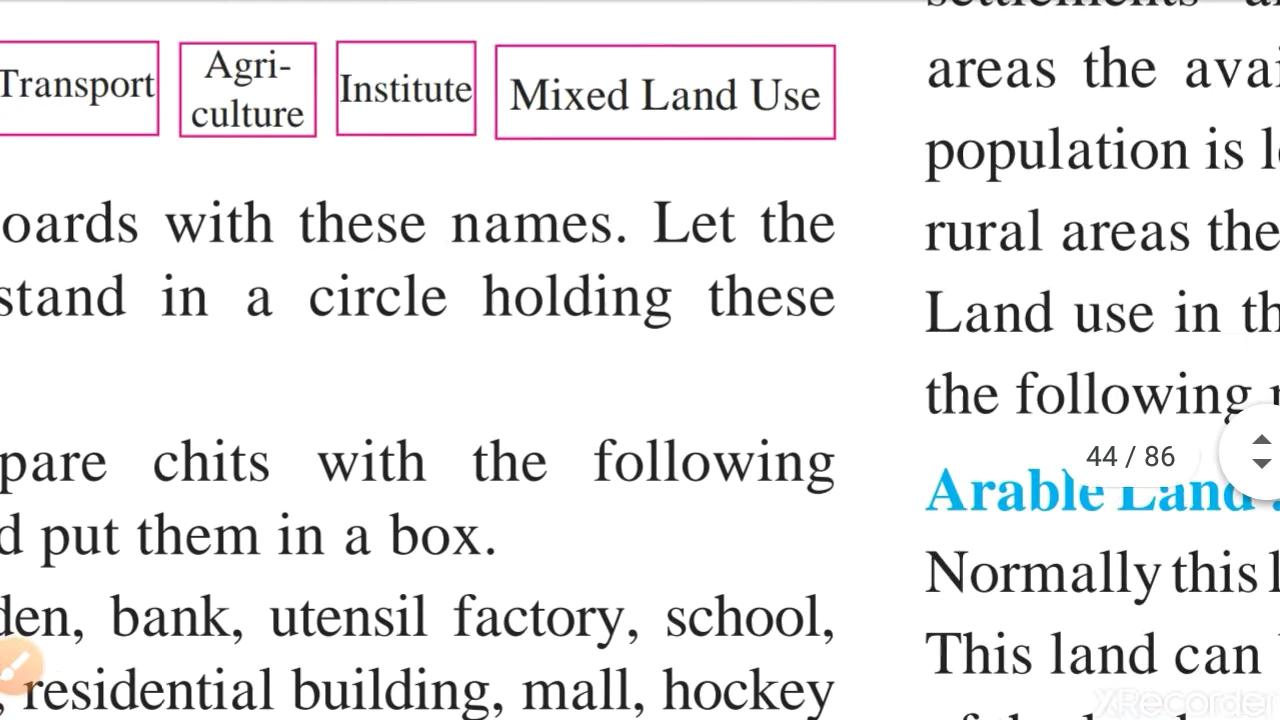 Transport
Agri-
culture
Institute
Mixed Land Use
oards with these names. Let the
stand in a circle holding these
pare chits with the following
d put them in a box.
den, bank, utensil factory, school,
, residential building, mall, hockey
areas the avai
population is l
rural areas the
Land use in th
the following
44 / 86
Arable Land :
Normally this l
This land can
XRecorder